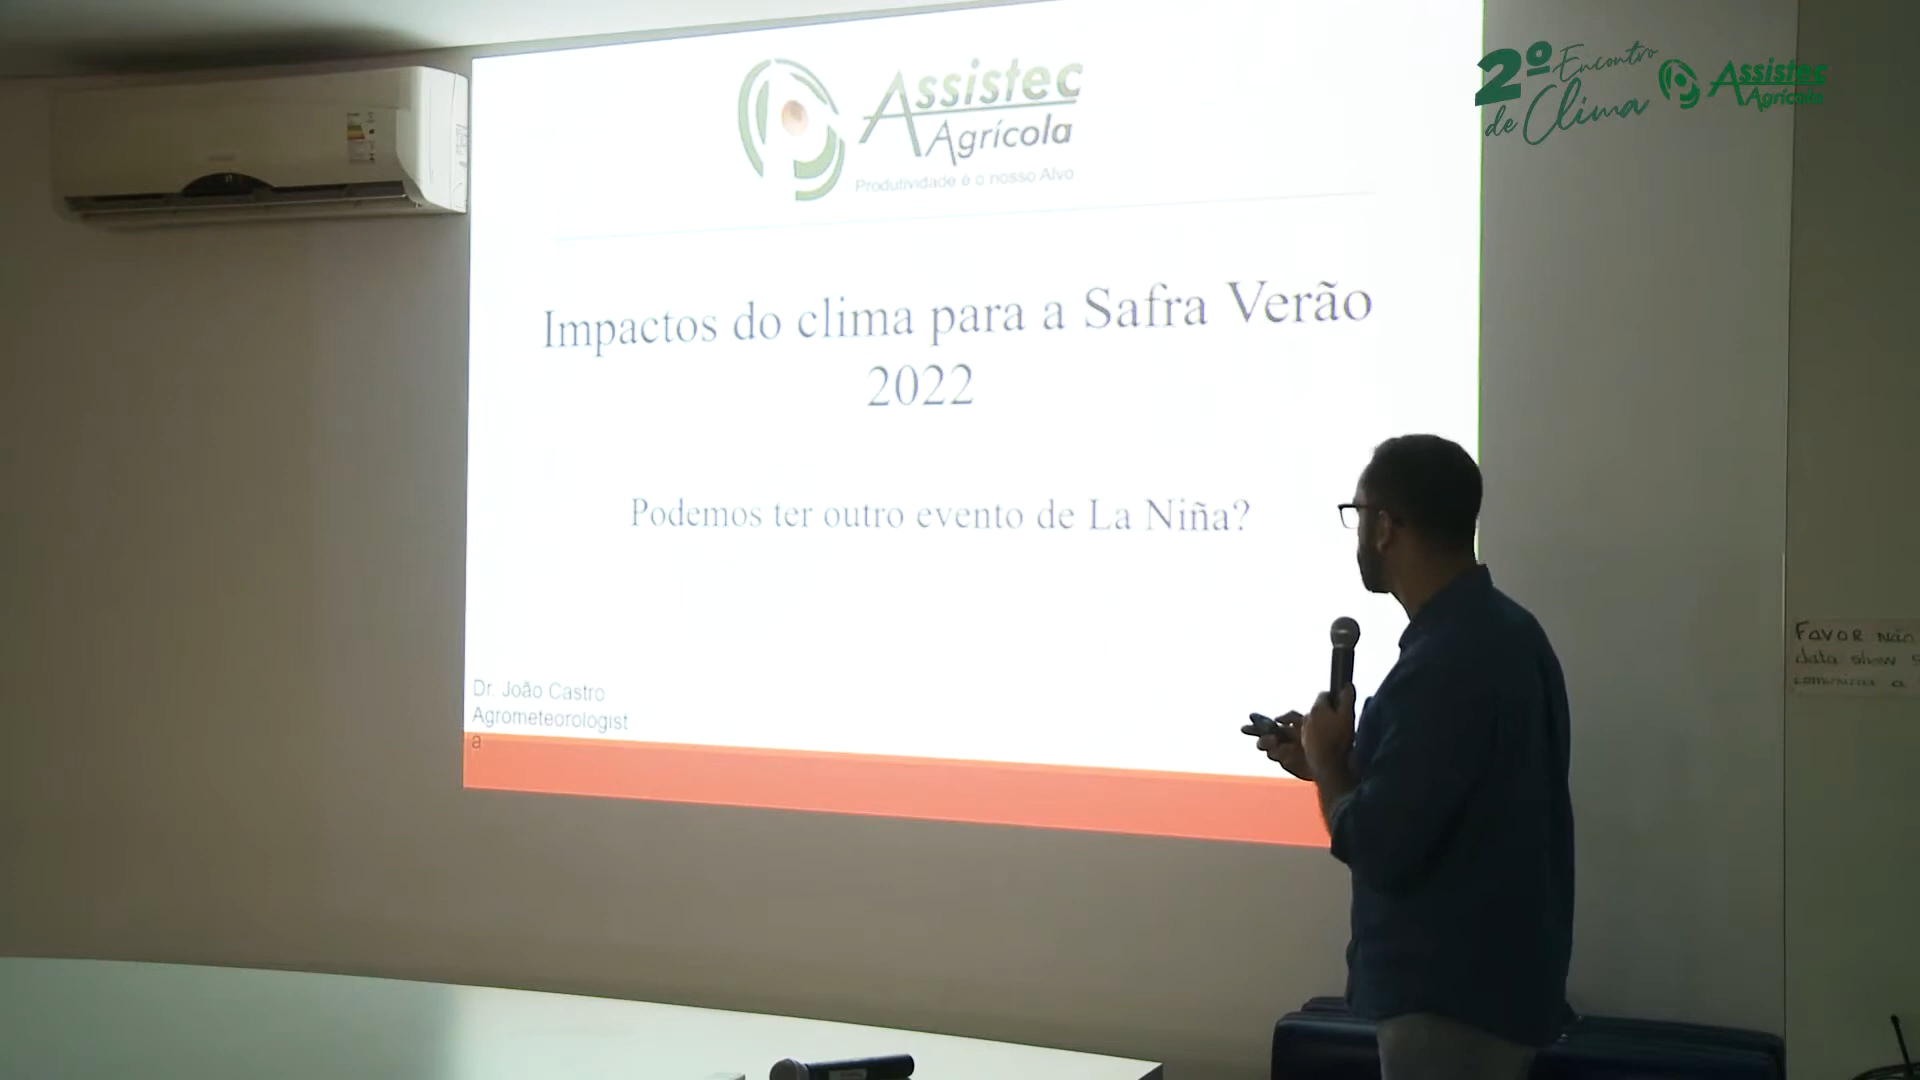 Assistec
Agrícola
Produtividade é o nosso Alvo
2º Encontro
de Clima
Assistec
Agrícola
Impactos do clima para a Safra Verão
2022
Podemos ter outro evento de La Niña?
Dr. João Castro
Agrometeorologist
a
Favor não
data show
comunicar a